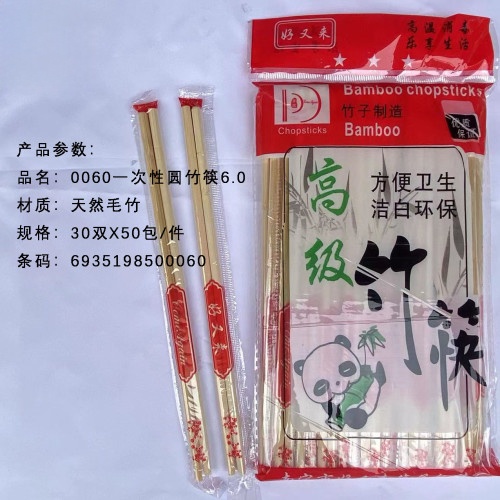 好又来
高温消毒
乐享生活
Bamboo chopsticks
竹子制造
Bamboo
Chopsticks
优质
方便卫生
洁白环保
高级
竹筷
产品参数:
品名: 0060一次性圆竹筷6.0
材质: 天然毛竹
规格: 30双X50包/件
条码: 6935198500060
好又来